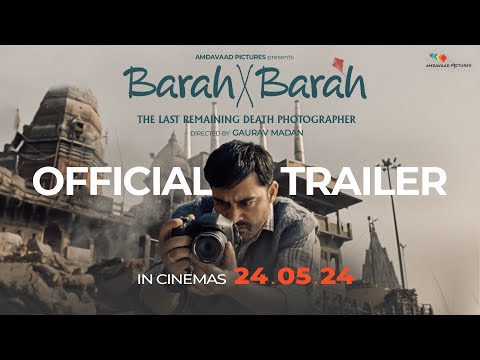 AMDAVAAD PICTURES presents
Barah X Barah
THE LAST REMAINING DEATH PHOTOGRAPHER
DIRECTED BY GAURAV MADAN
AMDAVAAD PICTURES
OFFICIAL TRAILER
IN CINEMAS 24.05.24